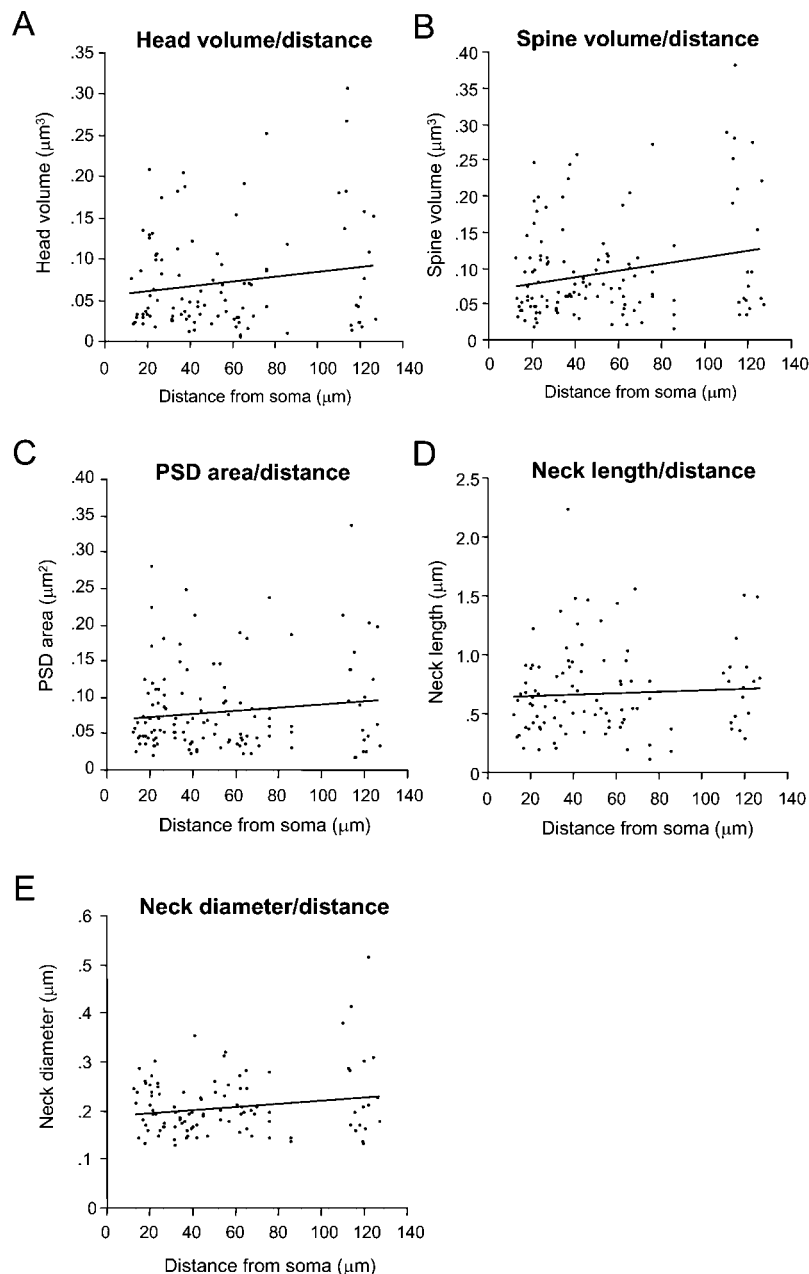 A
Head volume/distance
.35
.30
.25
.20
.15
.10
.05
0
Head volume (μm³)
0 20 40 60 80 100 120 140
Distance from soma (μm)
B
Spine volume/distance
.40
.35
.30
.25
.20
.15
.10
.05
0
Spine volume (μm³)
0 20 40 60 80 100 120 140
Distance from soma (μm)
C
PSD area/distance
.40
.35
.30
.25
.20
.15
.10
.05
0
PSD area (μm²)
0 20 40 60 80 100 120 140
Distance from soma (μm)
D
Neck length/distance
2.5
2.0
1.5
1.0
.5
0
Neck length (μm)
0 20 40 60 80 100 120 140
Distance from soma (μm)
E
Neck diameter/distance
.6
.5
.4
.3
.2
.1
0
Neck diameter (μm)
0 20 40 60 80 100 120 140
Distance from soma (μm)